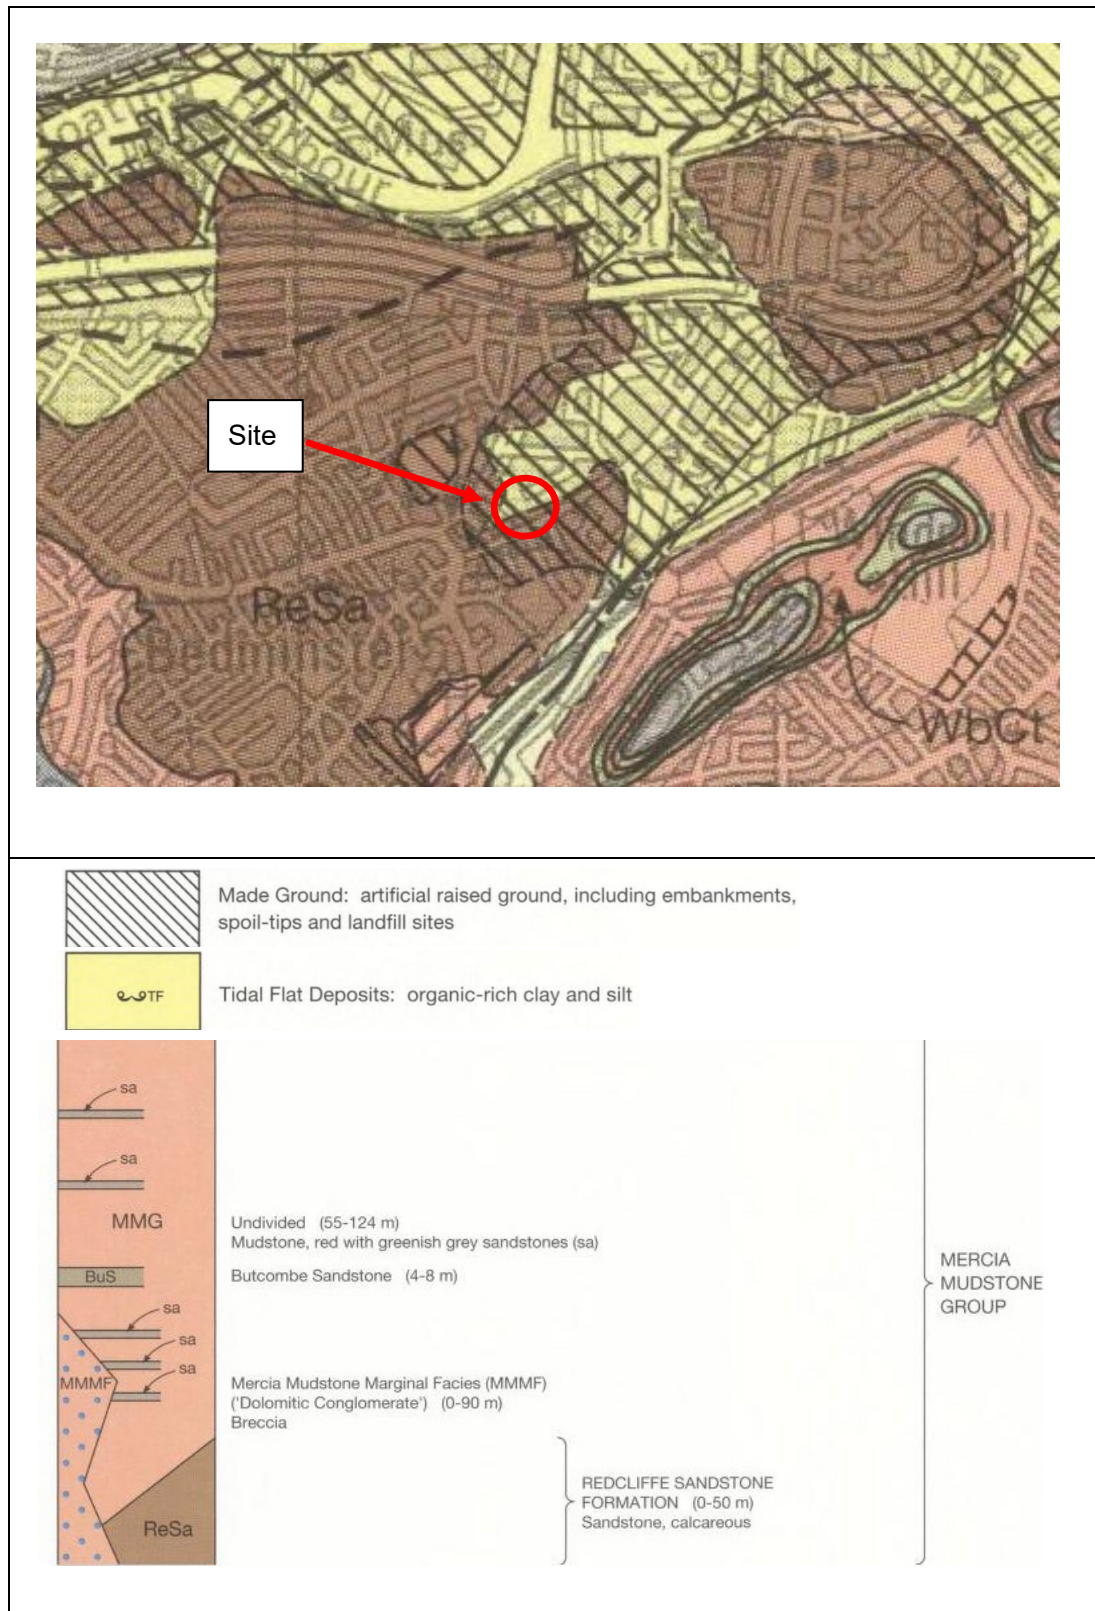 Harbour
Site
ReSa
Bedminster
WbCt
Made Ground: artificial raised ground, including embankments,
spoil-tips and landfill sites
TF
Tidal Flat Deposits: organic-rich clay and silt
sa
sa
MMG
Undivided (55-124 m)
Mudstone, red with greenish grey sandstones (sa)
BuS
Butcombe Sandstone (4-8 m)
sa
sa
sa
MMMF
Mercia Mudstone Marginal Facies (MMMF)
('Dolomitic Conglomerate') (0-90 m)
Breccia
MERCIA
MUDSTONE
GROUP
REDCLIFFE SANDSTONE
FORMATION (0-50 m)
Sandstone, calcareous
ReSa